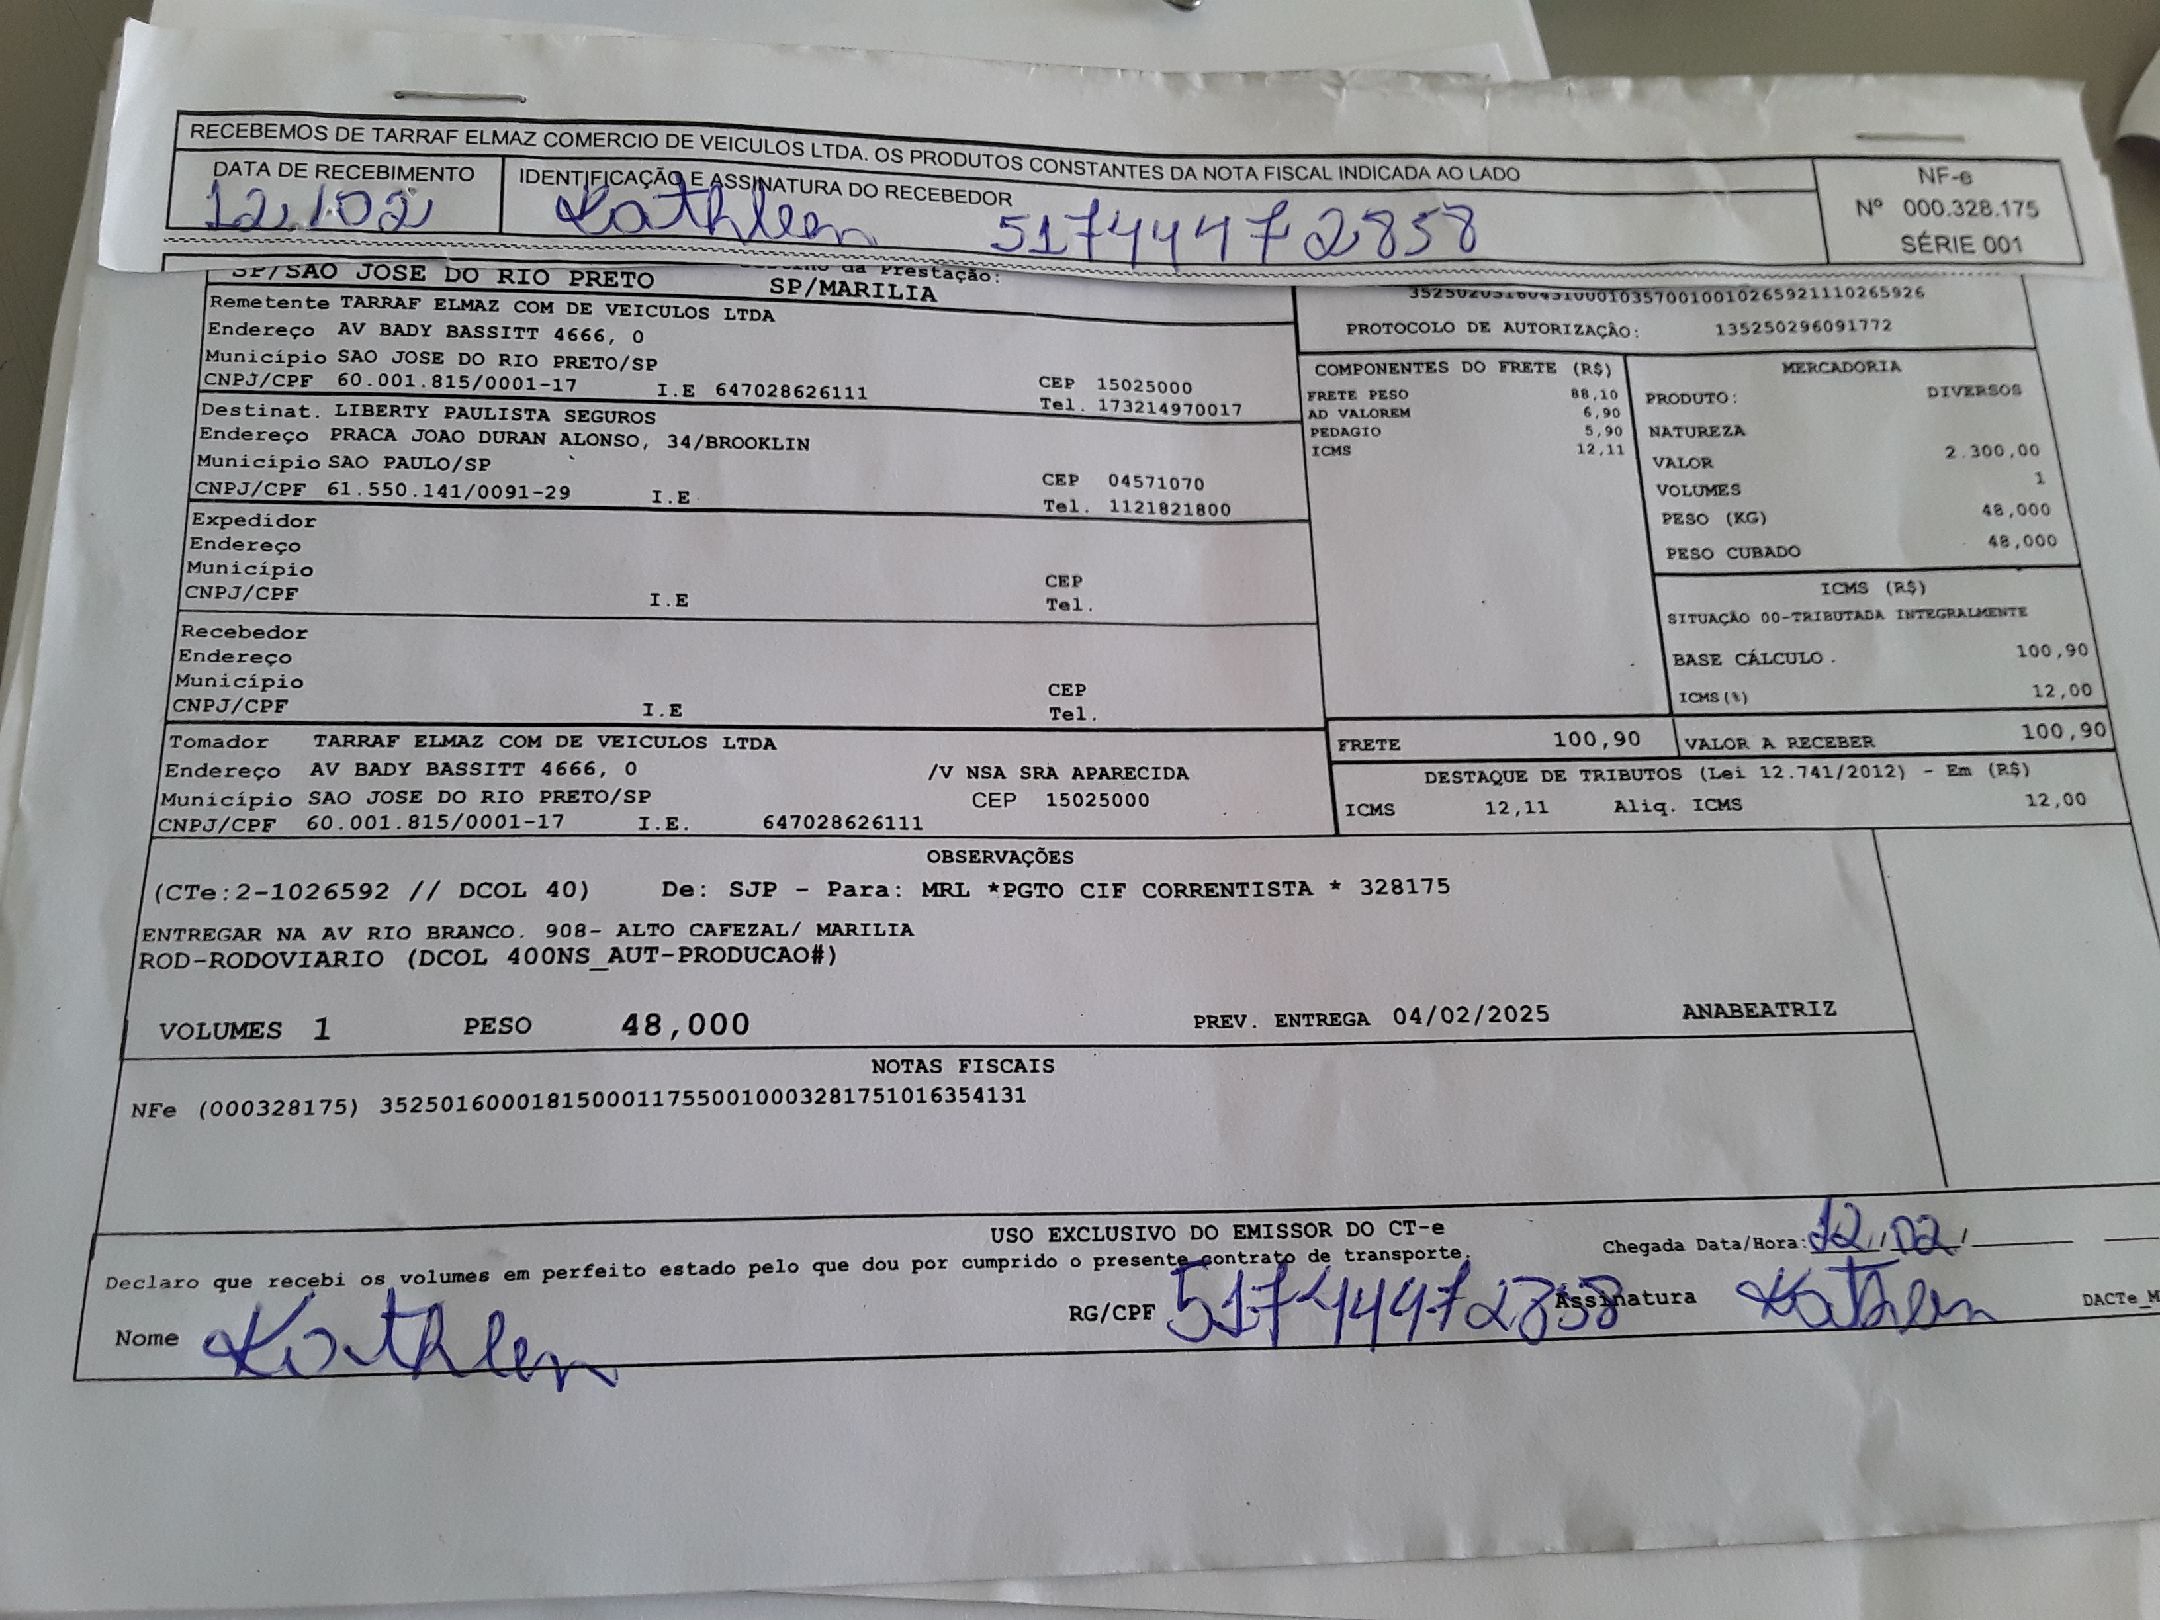 RECEBEMOS DE TARRAF ELMAZ COMERCIO DE VEICULOS LTDA. OS PRODUTOS CONSTANTES DA NOTA FISCAL INDICADA AO LADO
DATA DE RECEBIMENTO
12/02
IDENTIFICAÇÃO E ASSINATURA DO RECEBEDOR
Kathlen 51744472858
NF-e
Nº 000.328.175
SÉRIE 001
SP/SAO JOSE DO RIO PRETO
da Prestação:
SP/MARILIA
Remetente TARRAF ELMAZ COM DE VEICULOS LTDA
Endereço AV BADY BASSITT 4666, 0
Município SAO JOSE DO RIO PRETO/SP
CEP 15025000
CNPJ/CPF 60.001.815/0001-17 I.E 647028626111
Tel. 173214970017
Destinat. LIBERTY PAULISTA SEGUROS
Endereço PRACA JOAO DURAN ALONSO, 34/BROOKLIN
Município SAO PAULO/SP
CEP 04571070
CNPJ/CPF 61.550.141/0091-29 I.E
Tel. 1121821800
Expedidor
Endereço
Município
CEP
CNPJ/CPF I.E
Tel.
Recebedor
Endereço
Município
CEP
CNPJ/CPF I.E
Tel.
Tomador TARRAF ELMAZ COM DE VEICULOS LTDA
Endereço AV BADY BASSITT 4666, 0 /V NSA SRA APARECIDA
Município SAO JOSE DO RIO PRETO/SP CEP 15025000
CNPJ/CPF 60.001.815/0001-17 I.E. 647028626111
PROTOCOLO DE AUTORIZAÇÃO: 135250296091772
COMPONENTES DO FRETE (R$)
FRETE PESO 88,10
AD VALOREM 6,90
PEDAGIO 5,90
ICMS 12,11
MERCADORIA
PRODUTO: DIVERSOS
NATUREZA
VALOR 2.300,00
VOLUMES 1
PESO (KG) 48,000
PESO CUBADO 48,000
ICMS (R$)
SITUAÇÃO 00-TRIBUTADA INTEGRALMENTE
BASE CÁLCULO. 100,90
ICMS(%) 12,00
FRETE 100,90
VALOR A RECEBER 100,90
DESTAQUE DE TRIBUTOS (Lei 12.741/2012) - Em (R$)
ICMS 12,11 Aliq. ICMS 12,00
OBSERVAÇÕES
(CTe:2-1026592 // DCOL 40) De: SJP - Para: MRL *PGTO CIF CORRENTISTA * 328175
ENTREGAR NA AV RIO BRANCO. 908- ALTO CAFEZAL/ MARILIA
ROD-RODOVIARIO (DCOL 400NS_AUT-PRODUCAO#)
VOLUMES 1 PESO 48,000 PREV. ENTREGA 04/02/2025 ANABEATRIZ
NOTAS FISCAIS
NFe (000328175) 35250160001815000117550010003281751016354131
USO EXCLUSIVO DO EMISSOR DO CT-e
Declaro que recebi os volumes em perfeito estado pelo que dou por cumprido o presente contrato de transporte.
Chegada Data/Hora: 12/02/
Nome Kathlen
RG/CPF 51744472858
Assinatura Kathlen
DACTe_M